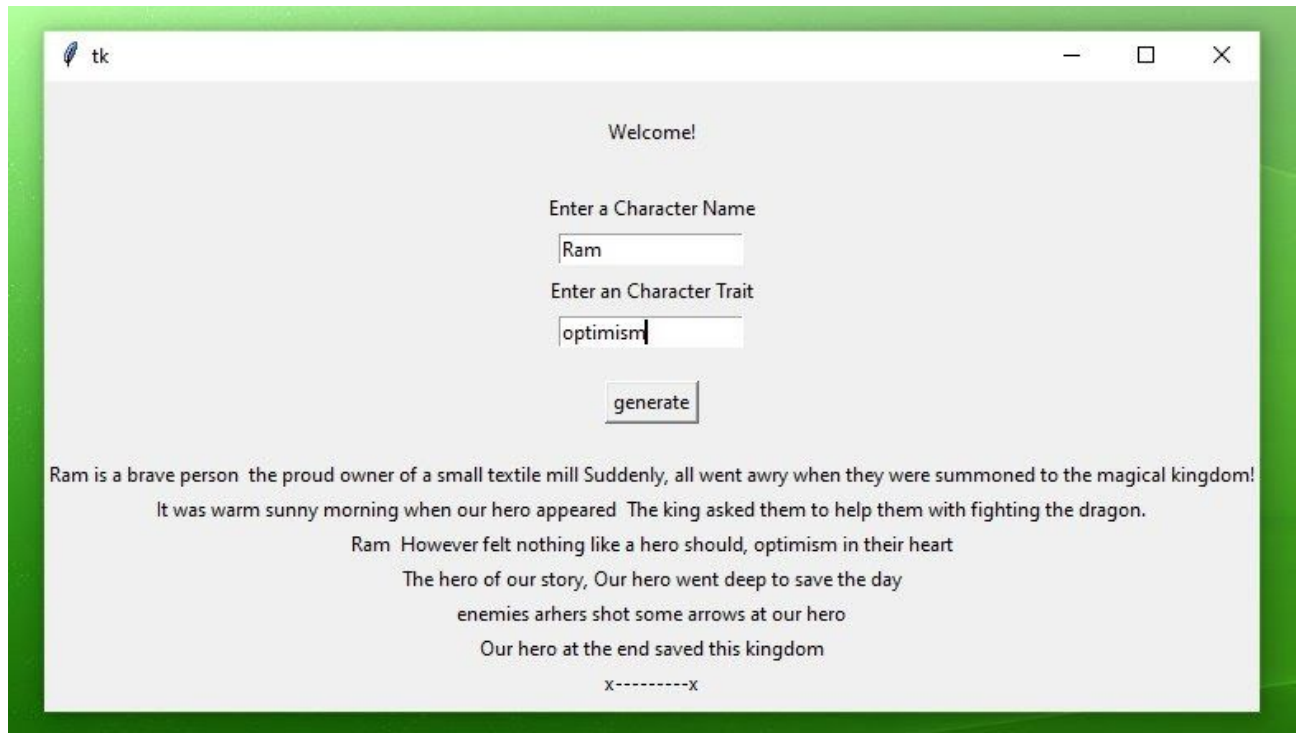 tk
Welcome!
Enter a Character Name
Ram
Enter an Character Trait
optimism
generate
Ram is a brave person  the proud owner of a small textile mill Suddenly, all went awry when they were summoned to the magical kingdom!
It was warm sunny morning when our hero appeared  The king asked them to help them with fighting the dragon.
Ram  However felt nothing like a hero should, optimism in their heart
The hero of our story, Our hero went deep to save the day
enemies arhers shot some arrows at our hero
Our hero at the end saved this kingdom
x---------x